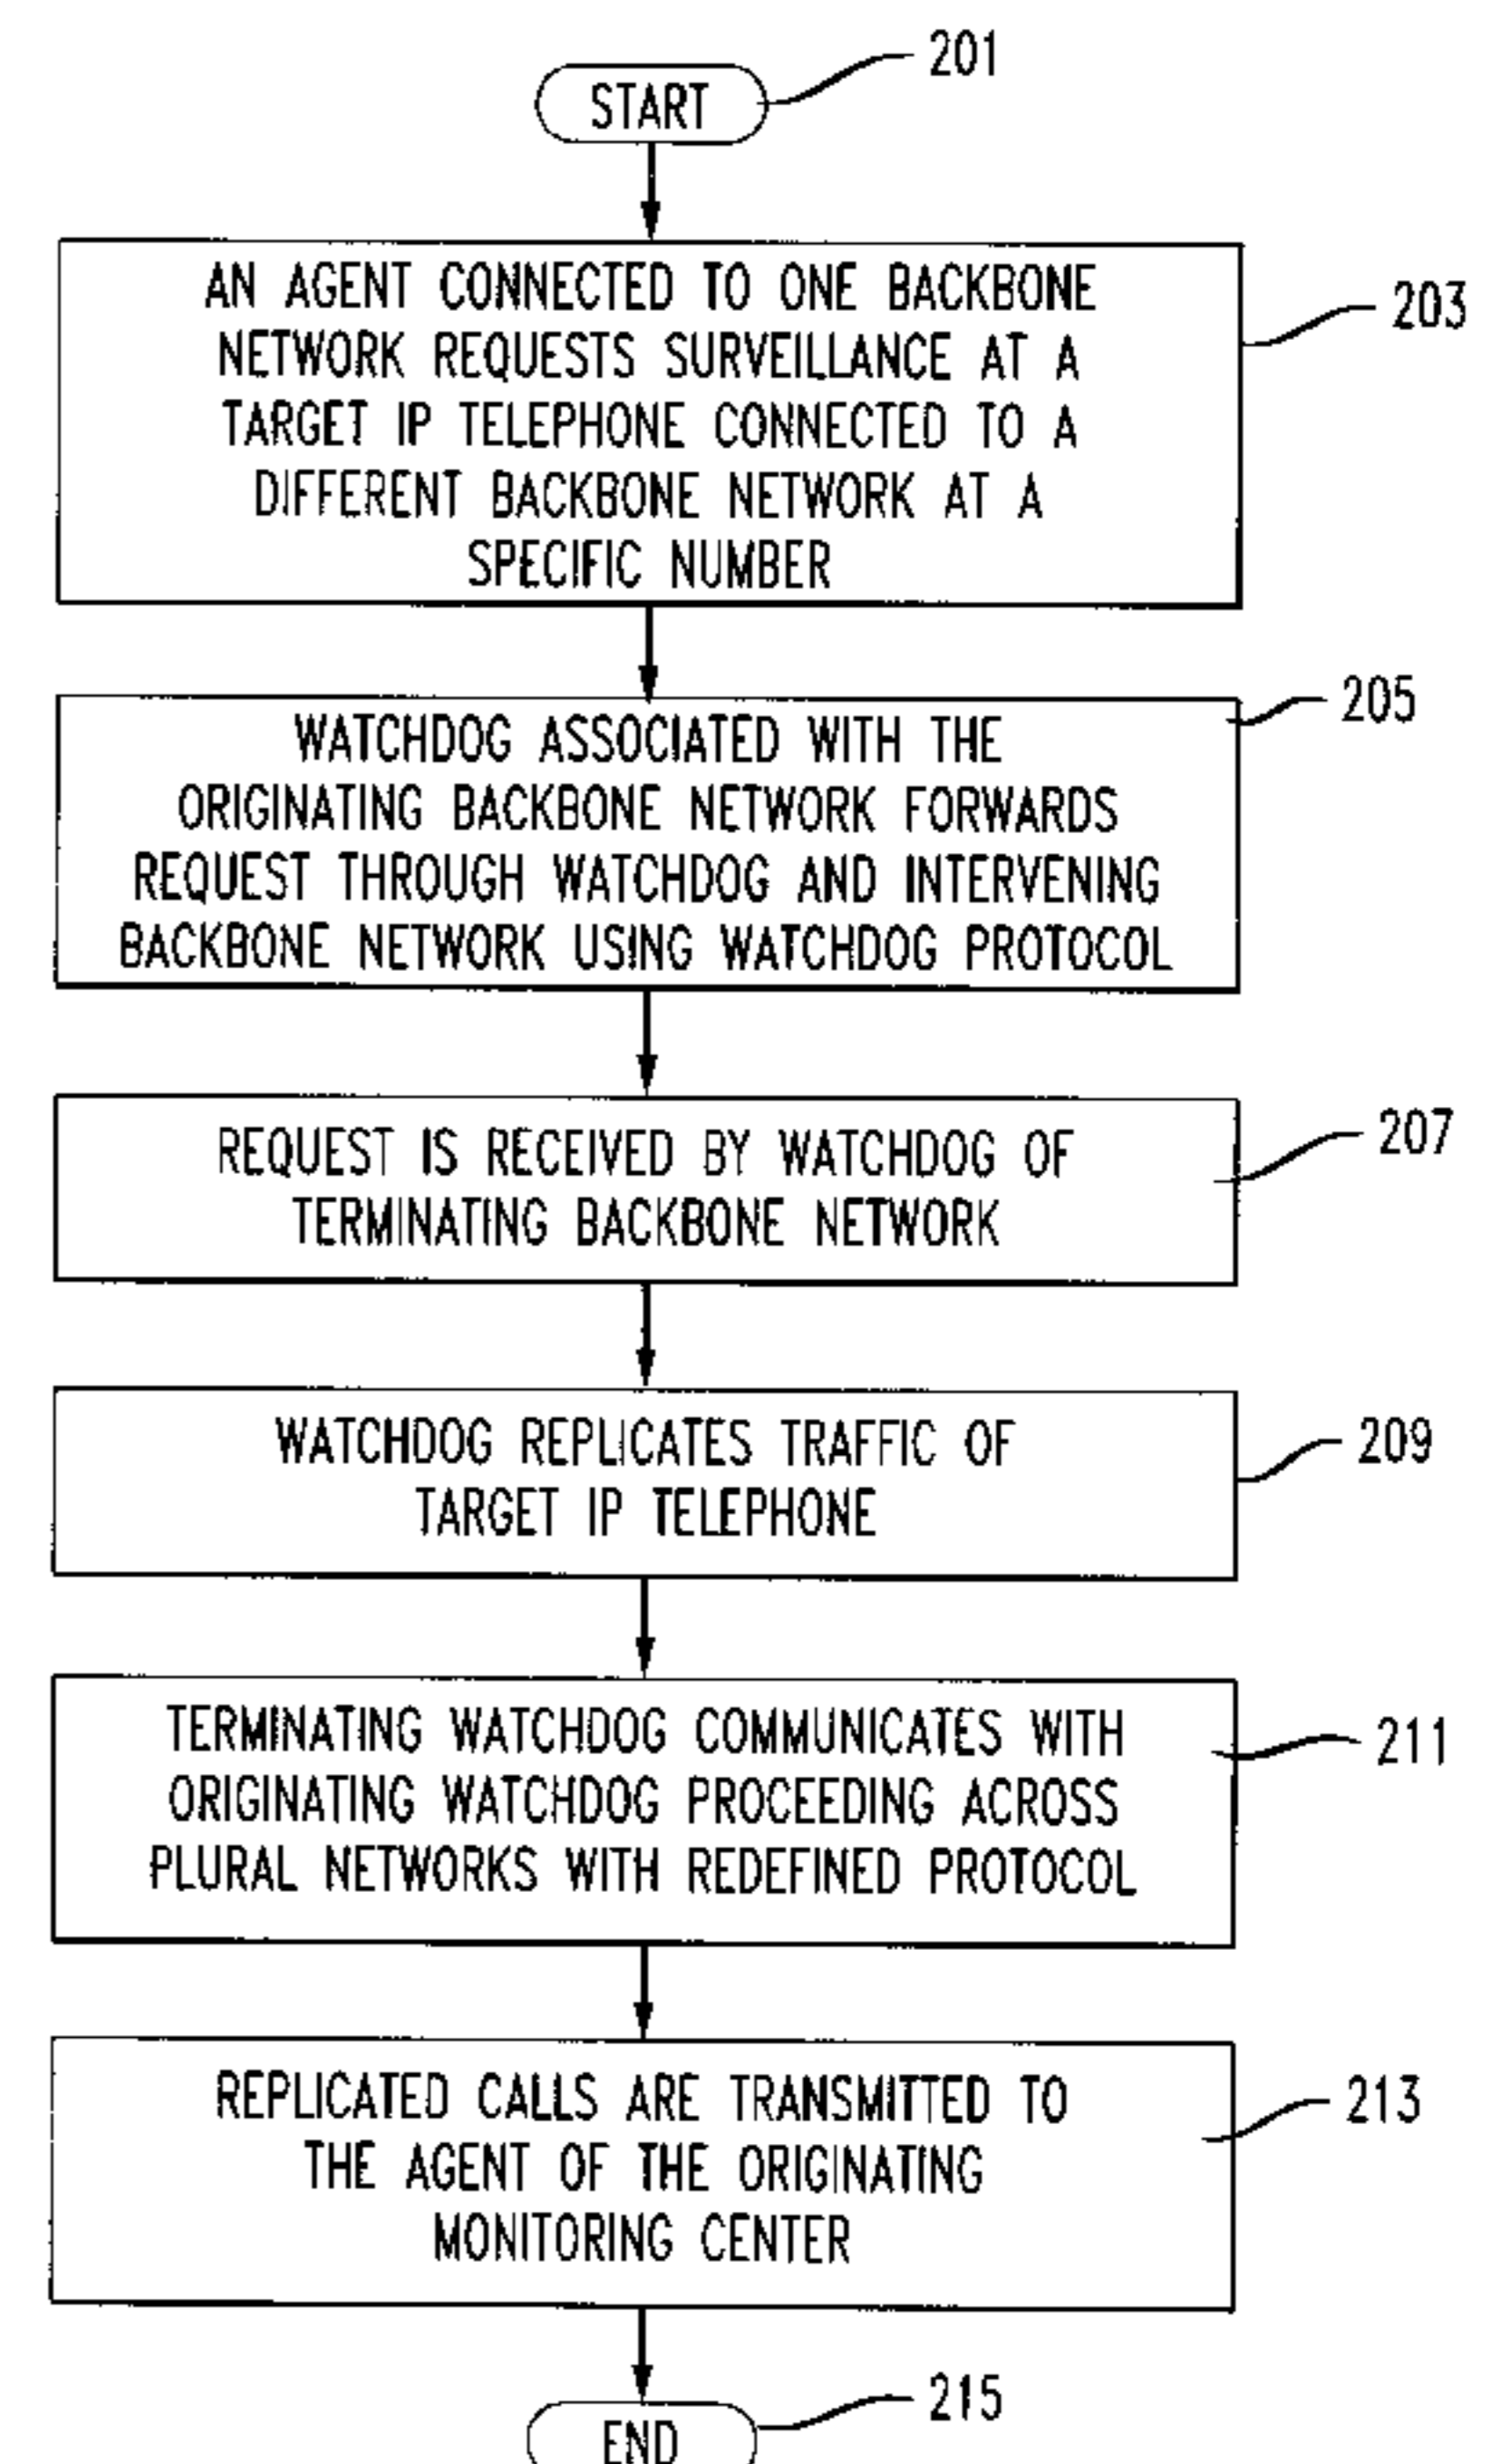 201
START
AN AGENT CONNECTED TO ONE BACKBONE
NETWORK REQUESTS SURVEILLANCE AT A
TARGET IP TELEPHONE CONNECTED TO A
DIFFERENT BACKBONE NETWORK AT A
SPECIFIC NUMBER
203
WATCHDOG ASSOCIATED WITH THE
ORIGINATING BACKBONE NETWORK FORWARDS
REQUEST THROUGH WATCHDOG AND INTERVENING
BACKBONE NETWORK USING WATCHDOG PROTOCOL
205
REQUEST IS RECEIVED BY WATCHDOG OF
TERMINATING BACKBONE NETWORK
207
WATCHDOG REPLICATES TRAFFIC OF
TARGET IP TELEPHONE
209
TERMINATING WATCHDOG COMMUNICATES WITH
ORIGINATING WATCHDOG PROCEEDING ACROSS
PLURAL NETWORKS WITH REDEFINED PROTOCOL
211
REPLICATED CALLS ARE TRANSMITTED TO
THE AGENT OF THE ORIGINATING
MONITORING CENTER
213
215
END